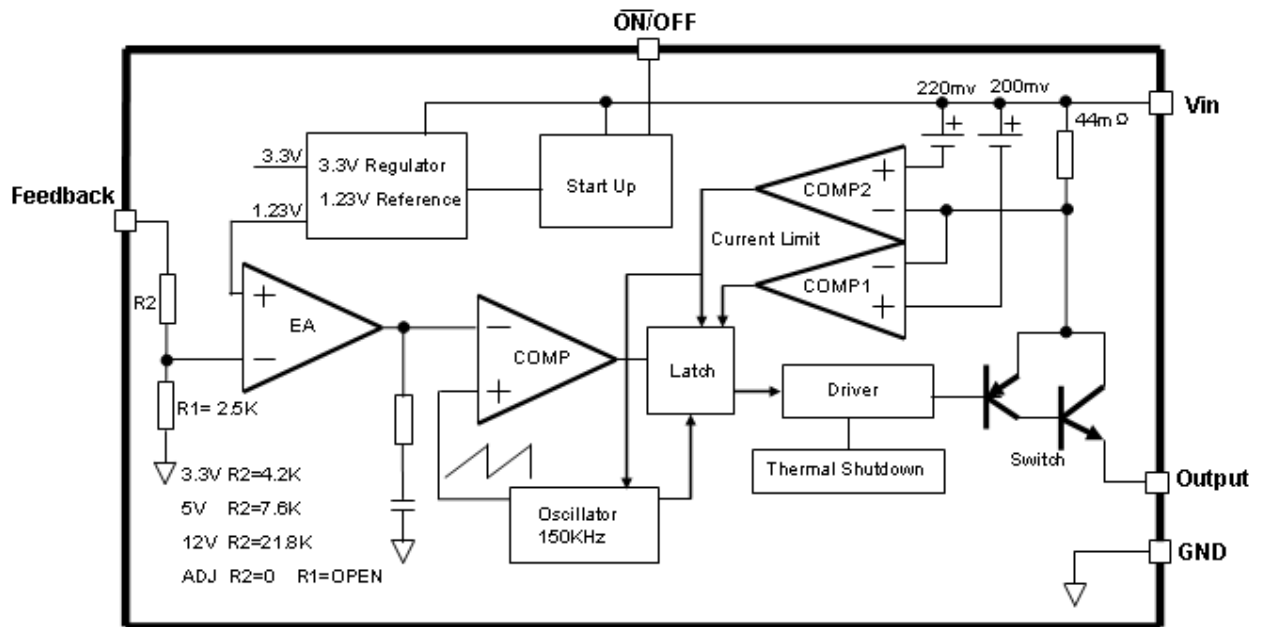 ON/OFF
220mv 200mv
Vin
44mΩ
3.3V
3.3V Regulator
1.23V Reference
1.23V
Start Up
COMP2
Feedback
Current Limit
COMP1
R2
EA
COMP
Latch
Driver
R1= 2.5K
Thermal Shutdown
Switch
3.3V R2=4.2K
5V R2=7.6K
12V R2=21.8K
ADJ R2=0 R1=OPEN
Oscillator
150KHz
Output
GND
+
+
+
−
−
+
+
−
−
+